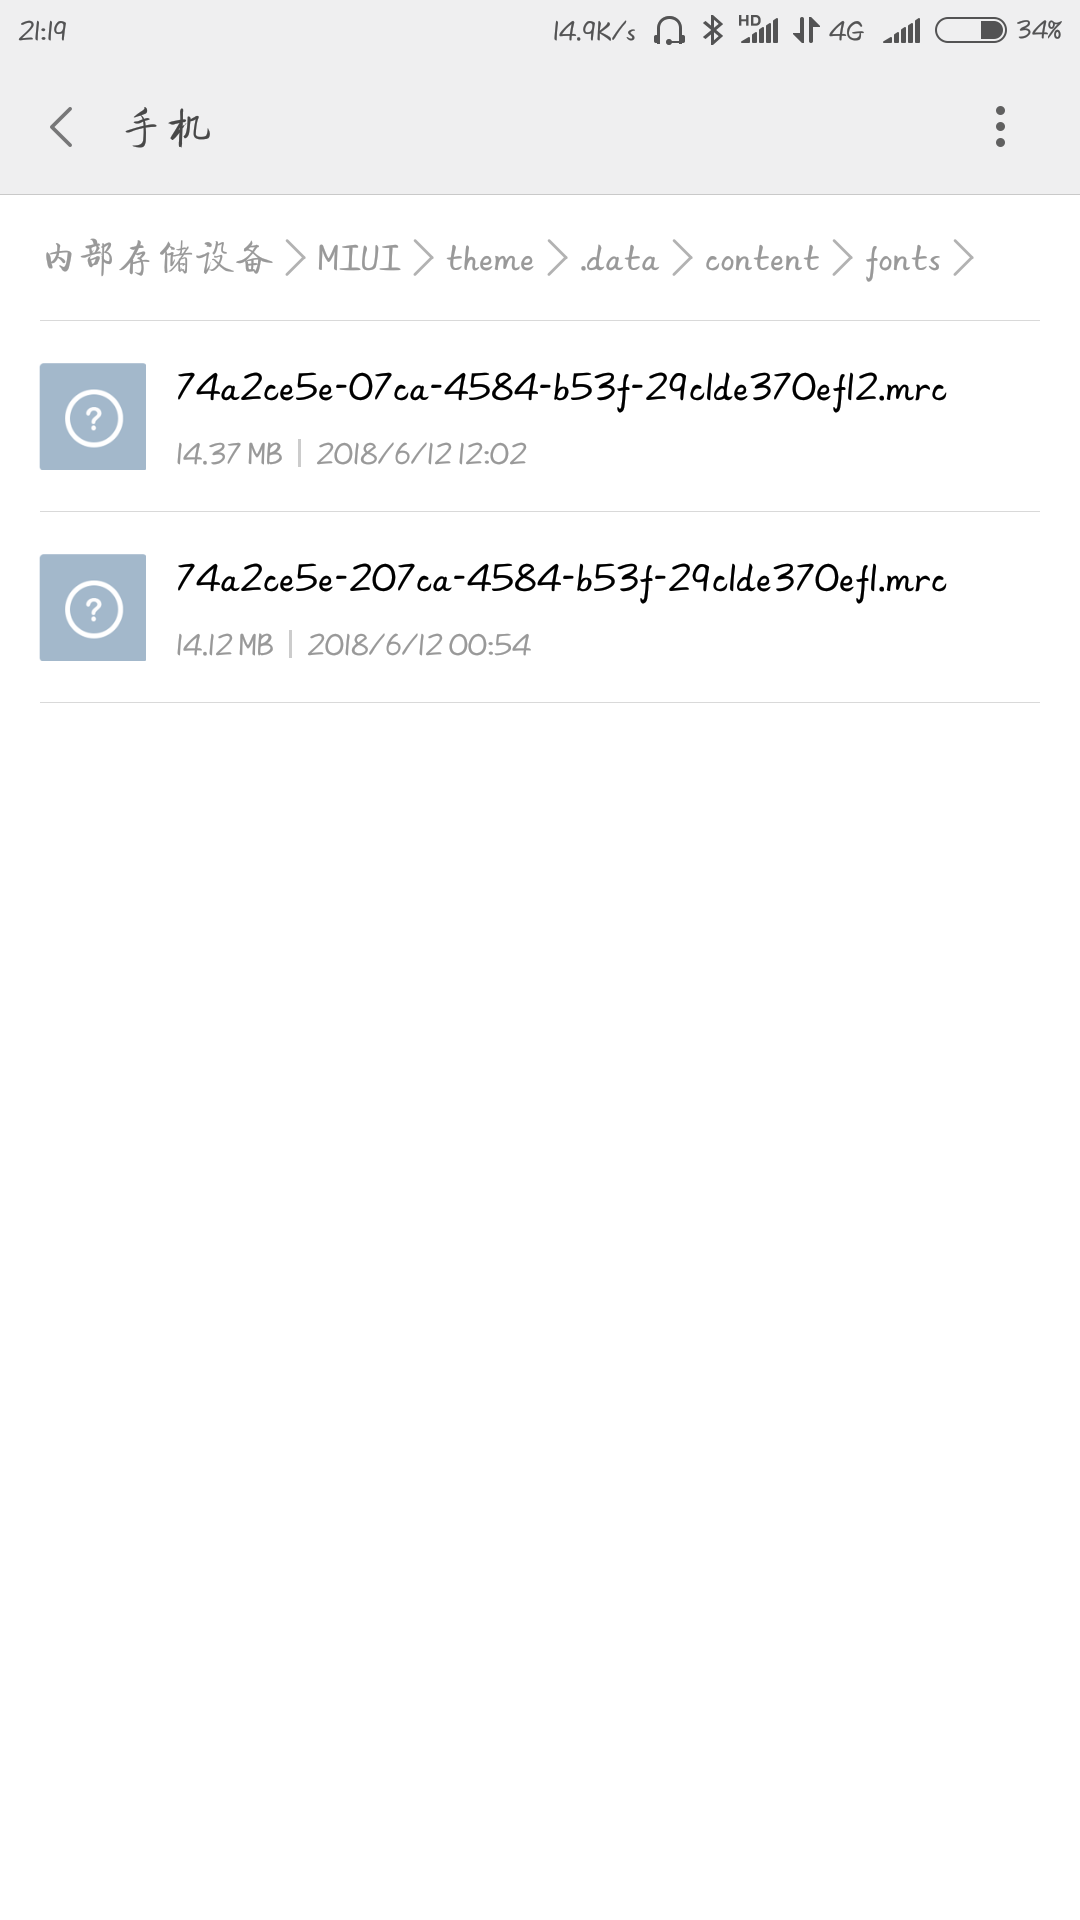 21:19 14.9K/s HD 4G 34%
手机
内部存储设备 > MIUI > theme > .data > content > fonts >
74a2ce5e-07ca-4584-b53f-29c1de370ef12.mrc
14.37 MB | 2018/6/12 12:02
74a2ce5e-207ca-4584-b53f-29c1de370ef1.mrc
14.12 MB | 2018/6/12 00:54